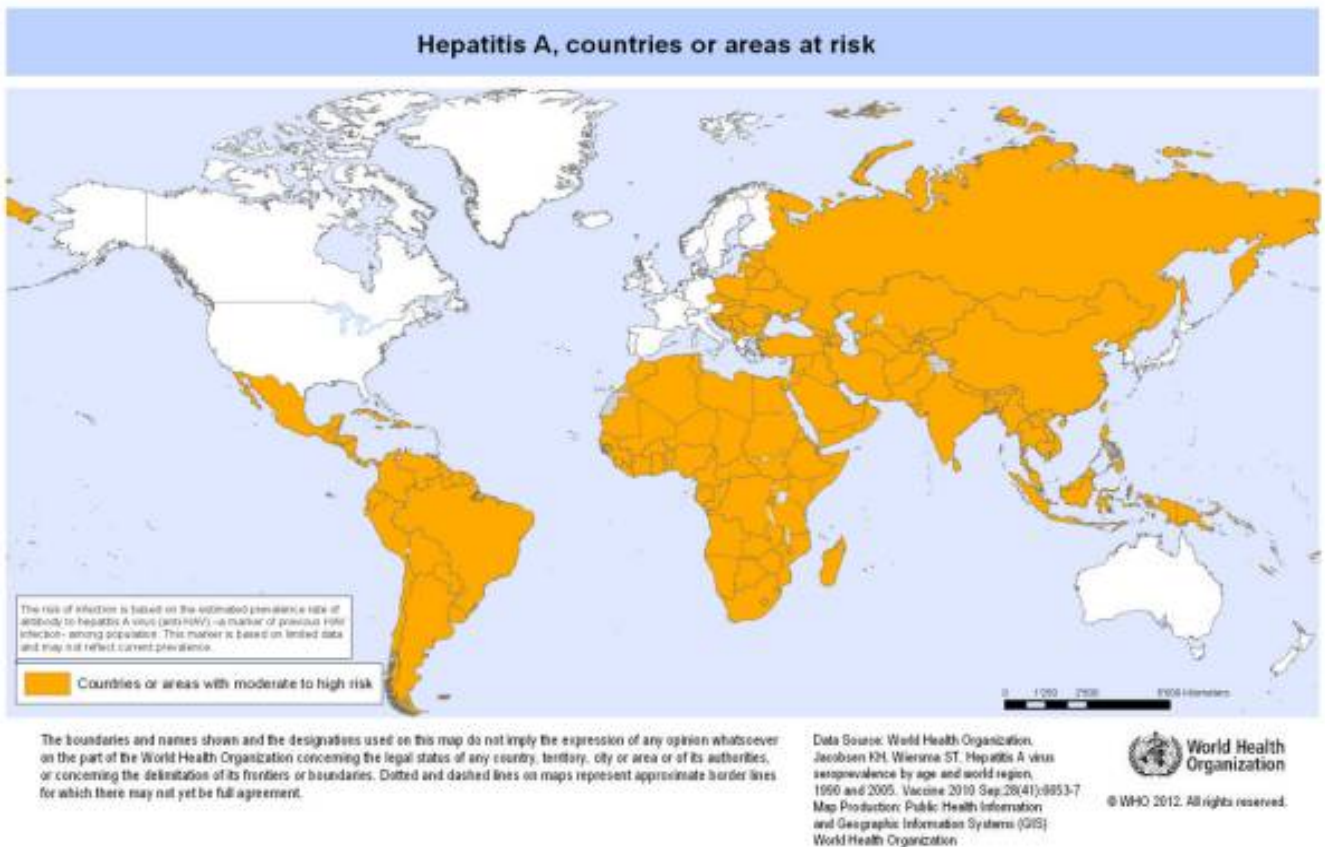 Hepatitis A, countries or areas at risk
The risk of infection is based on the estimated prevalence rate of
antibody to hepatitis A virus (anti-HAV) -a marker of previous HAV
infection- among population. This marker is based on limited data
and may not reflect current prevalence.
Countries or areas with moderate to high risk
0 1'250 2'500 Kilometers
The boundaries and names shown and the designations used on this map do not imply the expression of any opinion whatsoever
on the part of the World Health Organization concerning the legal status of any country, territory, city or area or of its authorities,
or concerning the delimitation of its frontiers or boundaries. Dotted and dashed lines on maps represent approximate border lines
for which there may not yet be full agreement.
Data Source: World Health Organization.
Jacobsen KH, Wiersma ST. Hepatitis A virus
seroprevalence by age and world region,
1990 and 2005. Vaccine 2010 Sep;28(41):6653-7
Map Production: Public Health Information
and Geographic Information Systems (GIS)
World Health Organization
World Health
Organization
© WHO 2012. All rights reserved.